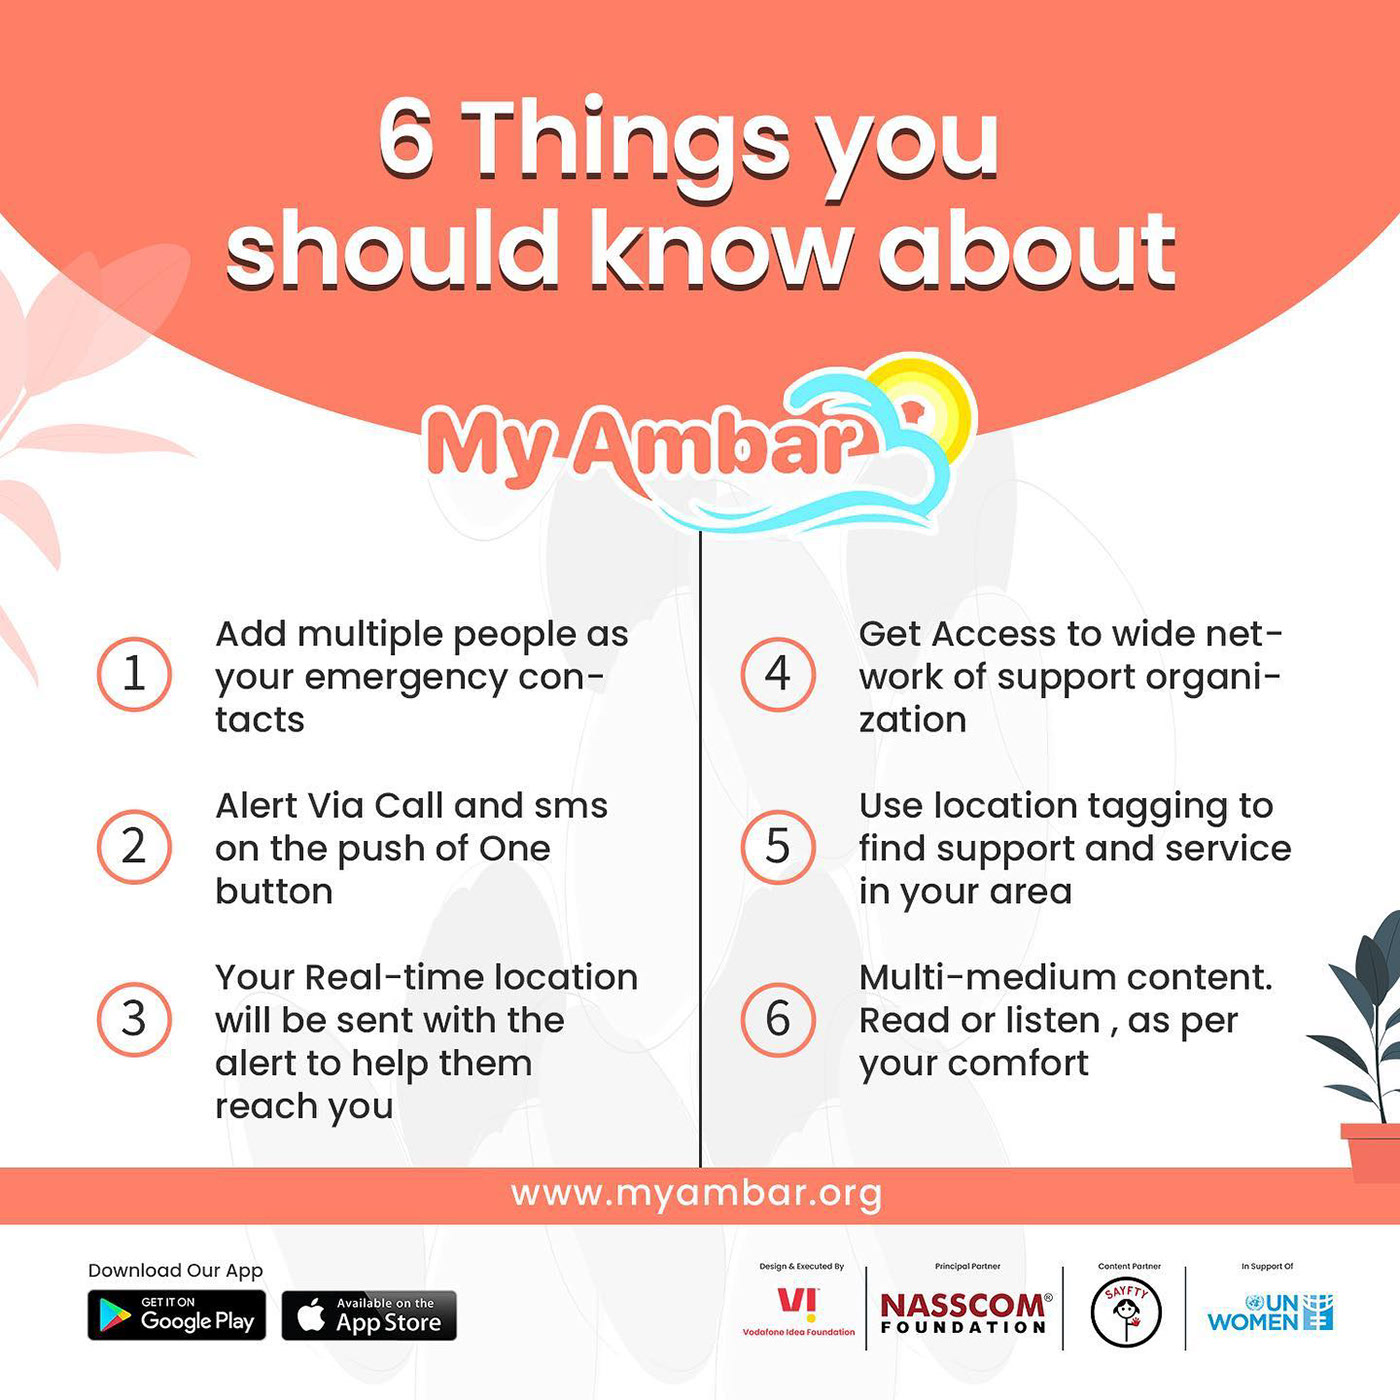 6 Things you
should know about
My Ambar
1
Add multiple people as
your emergency con-
tacts
2
Alert Via Call and sms
on the push of One
button
3
Your Real-time location
will be sent with the
alert to help them
reach you
4
Get Access to wide net-
work of support organi-
zation
5
Use location tagging to
find support and service
in your area
6
Multi-medium content.
Read or listen , as per
your comfort
www.myambar.org
Download Our App
GET IT ON
Google Play
Available on the
App Store
Design & Executed By
VI
Vodafone Idea Foundation
Principal Partner
NASSCOM®
FOUNDATION
Content Partner
SAYFTY
In Support Of
UN
WOMEN